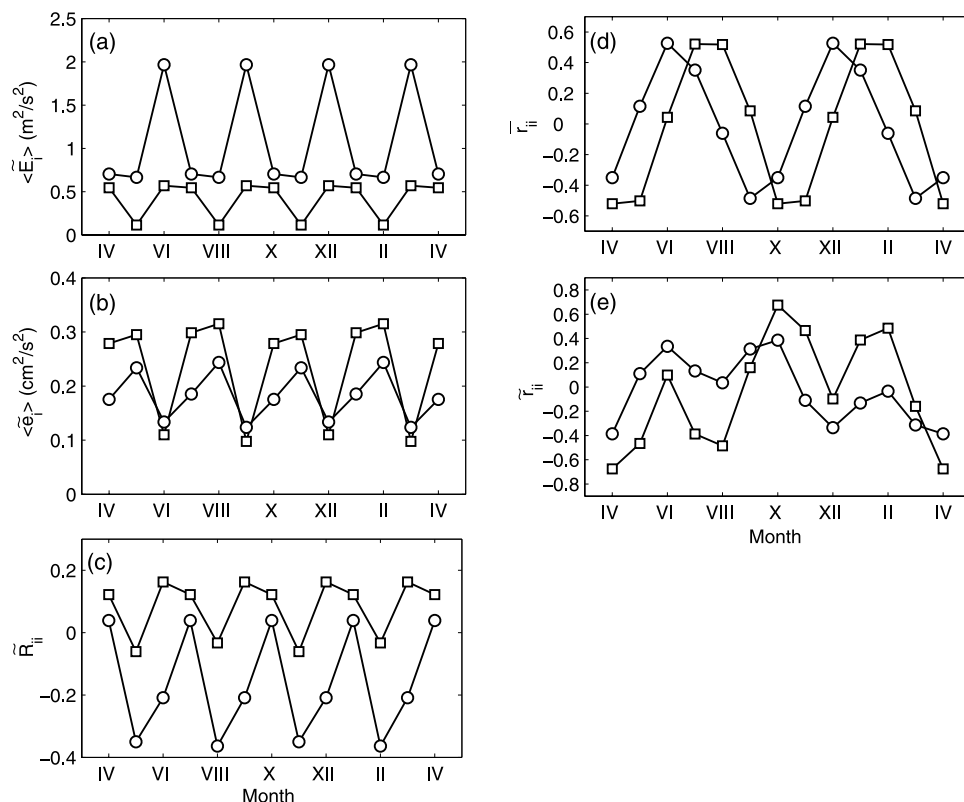 (a)
<Ẽᵢ> (m²/s²)
2.5
2
1.5
1
0.5
0
IV VI VIII X XII II IV
(b)
<ẽᵢ> (cm²/s²)
0.4
0.3
0.2
0.1
0
IV VI VIII X XII II IV
(c)
R̃ᵢᵢ
0.2
0
−0.2
−0.4
IV VI VIII X XII II IV
Month
(d)
r̅ᵢᵢ
0.6
0.4
0.2
0
−0.2
−0.4
−0.6
IV VI VIII X XII II IV
(e)
r̃ᵢᵢ
0.8
0.6
0.4
0.2
0
−0.2
−0.4
−0.6
−0.8
IV VI VIII X XII II IV
Month